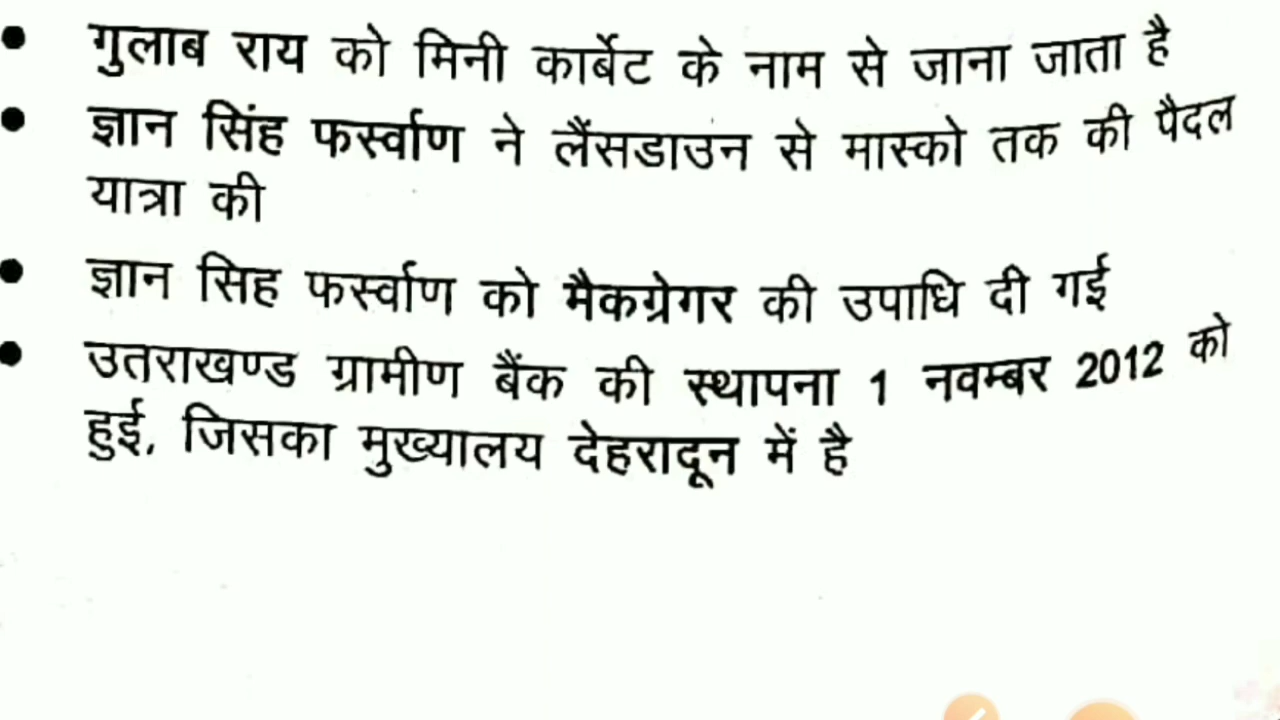 • गुलाब राय को मिनी कार्बेट के नाम से जाना जाता है
• ज्ञान सिंह फर्स्वाण ने लैंसडाउन से मास्को तक की पैदल
यात्रा की
• ज्ञान सिह फर्स्वाण को मैकग्रेगर की उपाधि दी गई
• उतराखण्ड ग्रामीण बैंक की स्थापना 1 नवम्बर 2012 को
हुई, जिसका मुख्यालय देहरादून में है